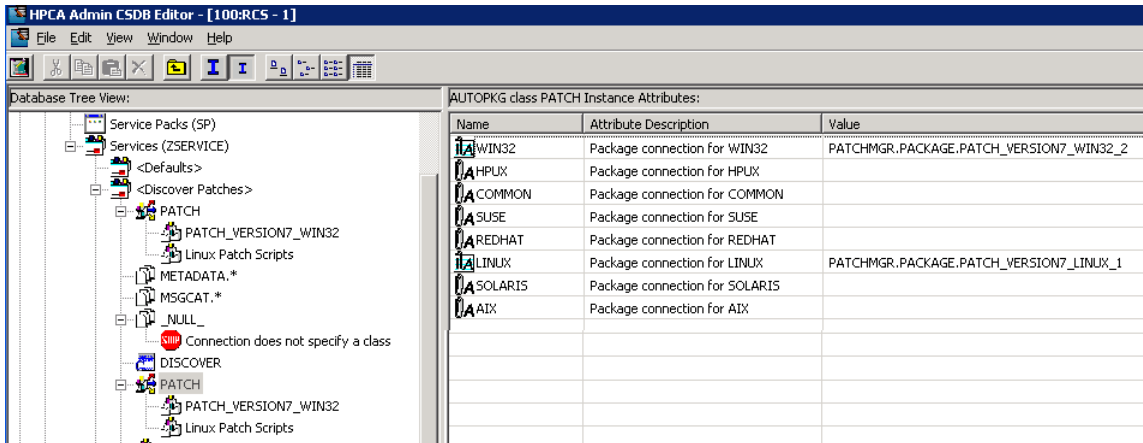 HPCA Admin CSDB Editor - [100:RCS - 1]
File Edit View Window Help
Database Tree View:
Service Packs (SP)
Services (ZSERVICE)
<Defaults>
<Discover Patches>
PATCH
PATCH_VERSION7_WIN32
Linux Patch Scripts
METADATA.*
MSGCAT.*
_NULL_
STOP Connection does not specify a class
DISCOVER
PATCH
PATCH_VERSION7_WIN32
Linux Patch Scripts
AUTOPKG class PATCH Instance Attributes:
Name Attribute Description Value
WIN32 Package connection for WIN32 PATCHMGR.PACKAGE.PATCH_VERSION7_WIN32_2
HPUX Package connection for HPUX
COMMON Package connection for COMMON
SUSE Package connection for SUSE
REDHAT Package connection for REDHAT
LINUX Package connection for LINUX PATCHMGR.PACKAGE.PATCH_VERSION7_LINUX_1
SOLARIS Package connection for SOLARIS
AIX Package connection for AIX